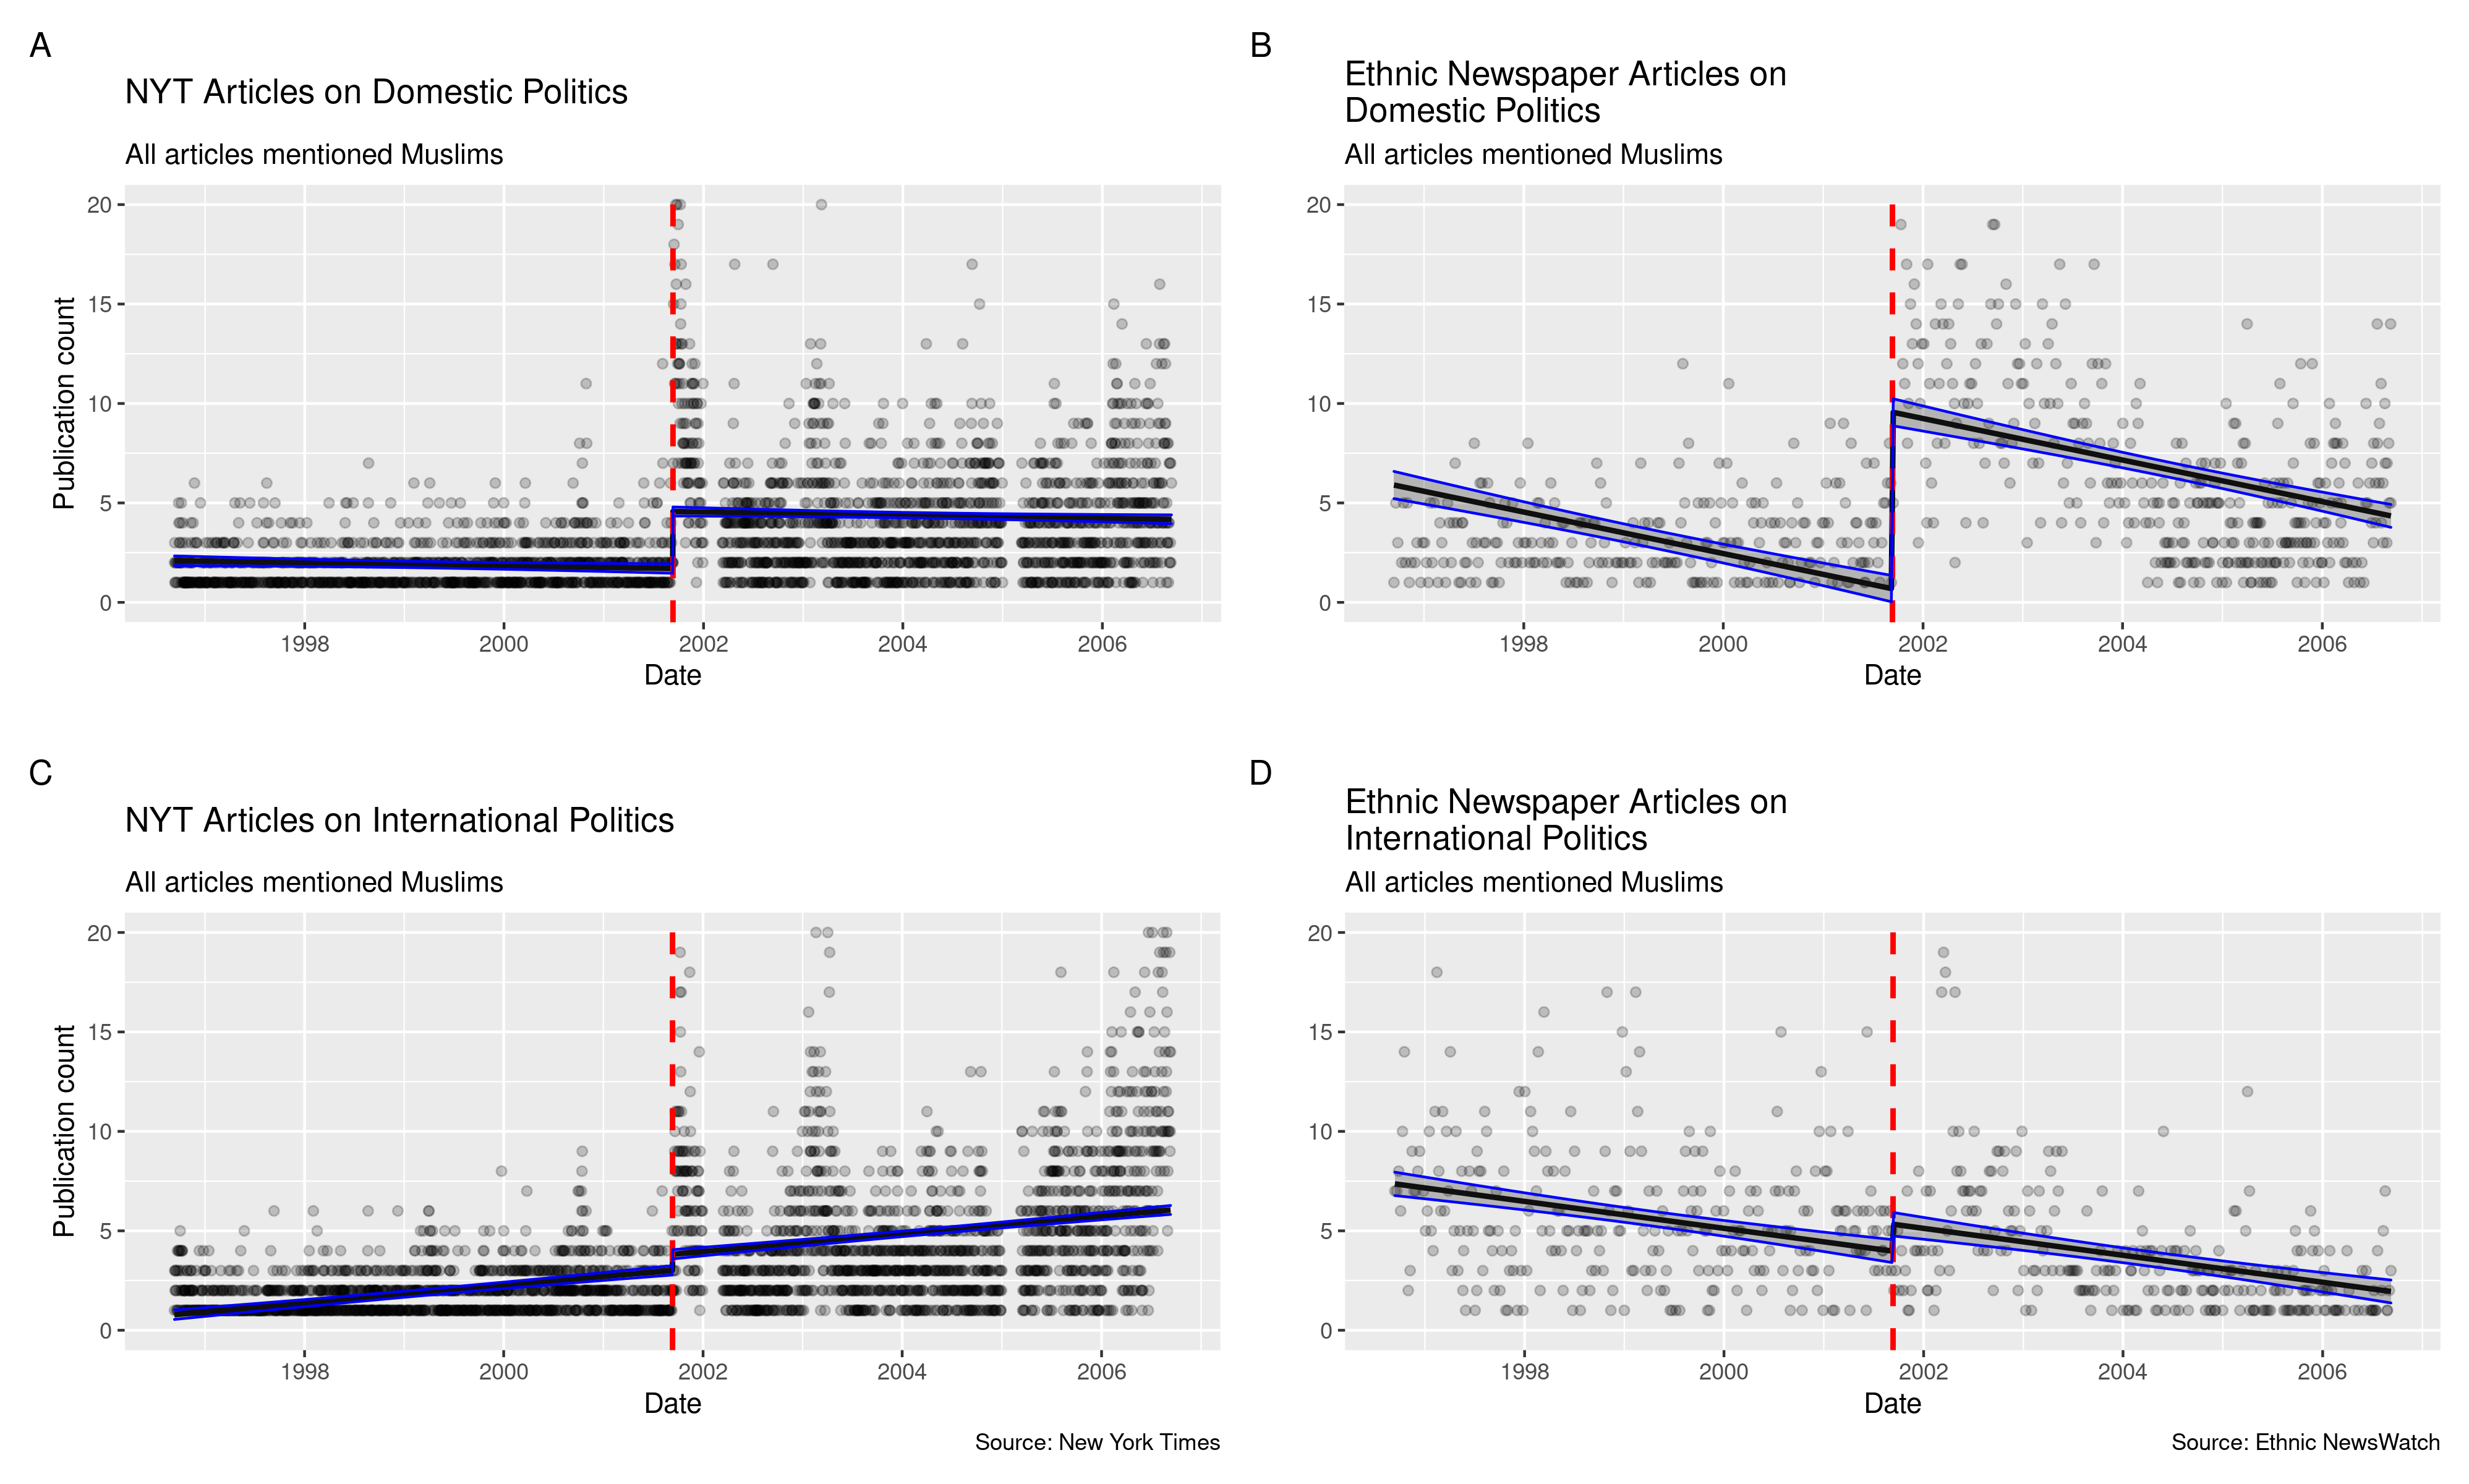 A
NYT Articles on Domestic Politics
All articles mentioned Muslims
Publication count
20
15
10
5
0
1998
2000
2002
2004
2006
Date
B
Ethnic Newspaper Articles on
Domestic Politics
All articles mentioned Muslims
20
15
10
5
0
1998
2000
2002
2004
2006
Date
C
NYT Articles on International Politics
All articles mentioned Muslims
Publication count
20
15
10
5
0
1998
2000
2002
2004
2006
Date
Source: New York Times
D
Ethnic Newspaper Articles on
International Politics
All articles mentioned Muslims
20
15
10
5
0
1998
2000
2002
2004
2006
Date
Source: Ethnic NewsWatch